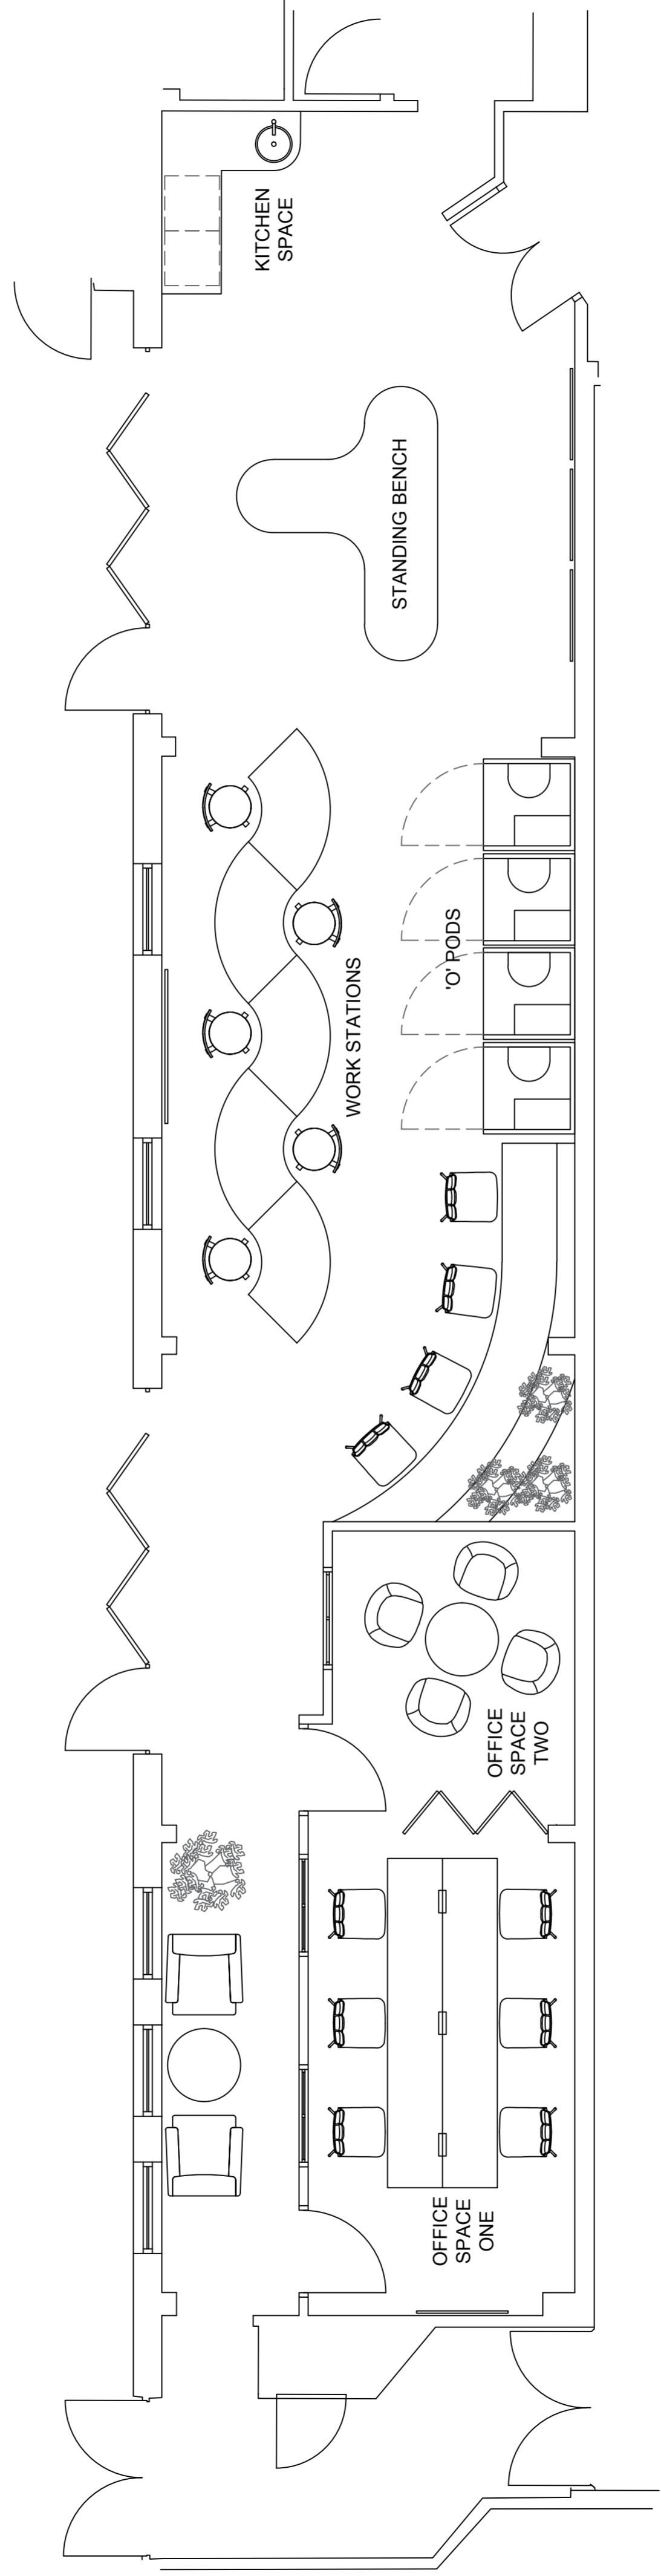 KITCHEN
SPACE
STANDING BENCH
WORK STATIONS
'O' PODS
OFFICE
SPACE
TWO
OFFICE
SPACE
ONE